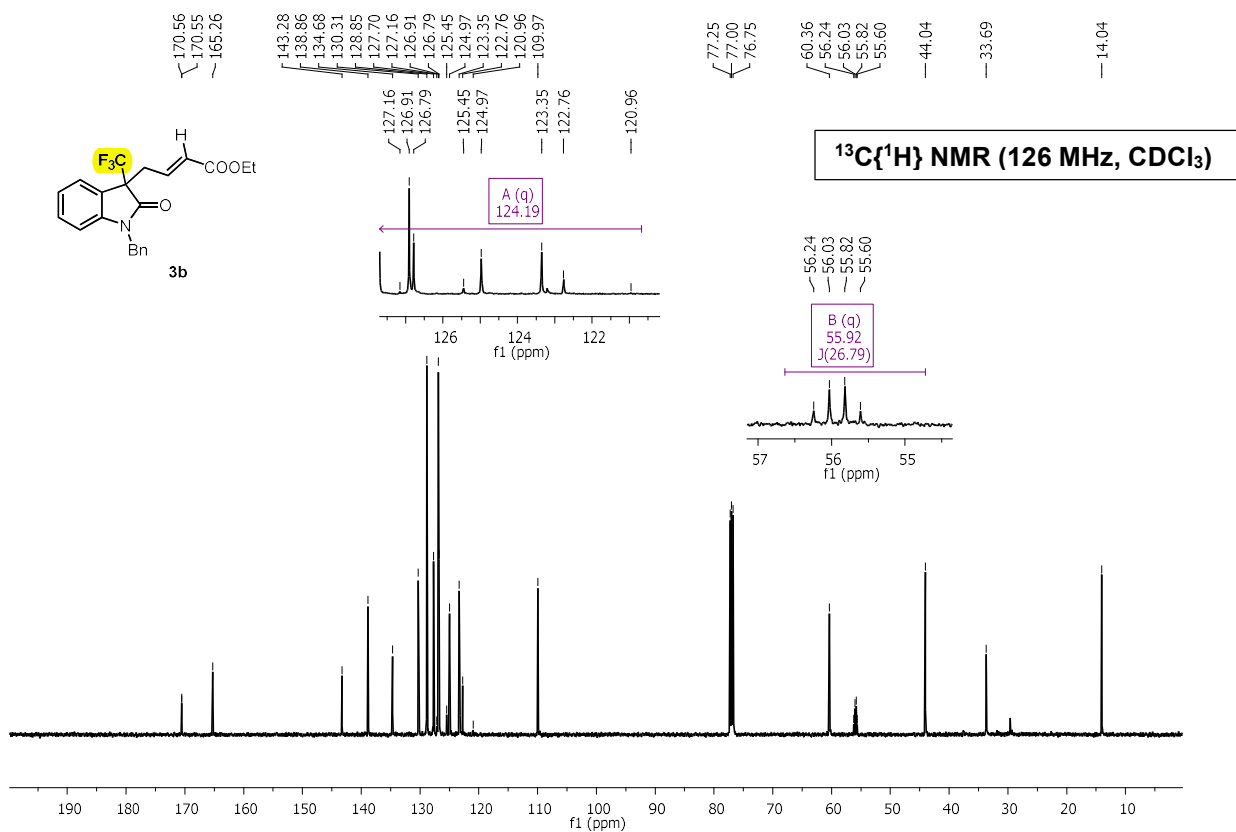 170.56
170.55
165.26
143.28
138.86
134.68
130.31
128.85
127.70
127.16
126.91
126.79
125.45
124.97
123.35
122.76
120.96
109.97
77.25
77.00
76.75
60.36
56.24
56.03
55.82
55.60
44.04
33.69
14.04
127.16
126.91
126.79
125.45
124.97
123.35
122.76
120.96
¹³C{¹H} NMR (126 MHz, CDCl₃)
H
F₃C
COOEt
O
N
Bn
3b
A (q)
124.19
126 124 122
f1 (ppm)
56.24
56.03
55.82
55.60
B (q)
55.92
J(26.79)
57 56 55
f1 (ppm)
190 180 170 160 150 140 130 120 110 100 90 80 70 60 50 40 30 20 10
f1 (ppm)